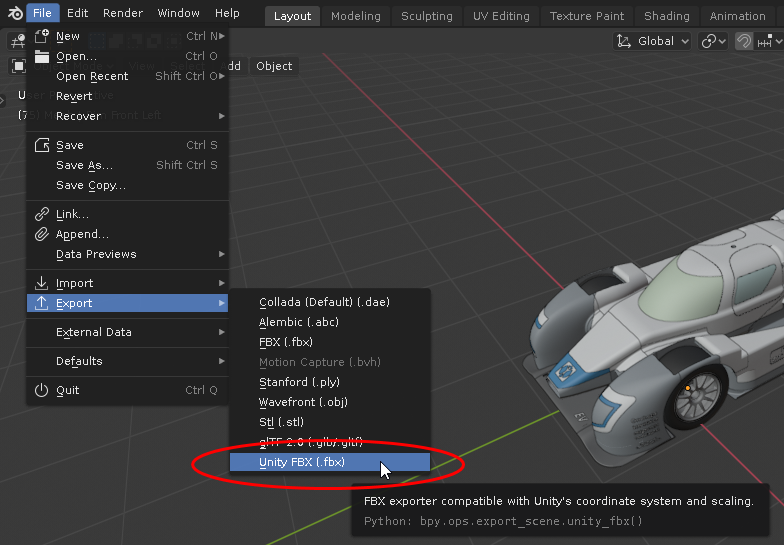 File Edit Render Window Help Layout Modeling Sculpting UV Editing Texture Paint Shading Animation
New Ctrl N
Global
Open... Ctrl O
Open Recent Shift Ctrl O
Object
Revert
Recover
Front Left
Save Ctrl S
Save As... Shift Ctrl S
Save Copy...
Link...
Append...
Data Previews
Import
Export
External Data
Defaults
Quit Ctrl Q
Collada (Default) (.dae)
Alembic (.abc)
FBX (.fbx)
Motion Capture (.bvh)
Stanford (.ply)
Wavefront (.obj)
Stl (.stl)
glTF 2.0 (.glb/.gltf)
Unity FBX (.fbx)
hp
FBX exporter compatible with Unity's coordinate system and scaling.
Python: bpy.ops.export_scene.unity_fbx()